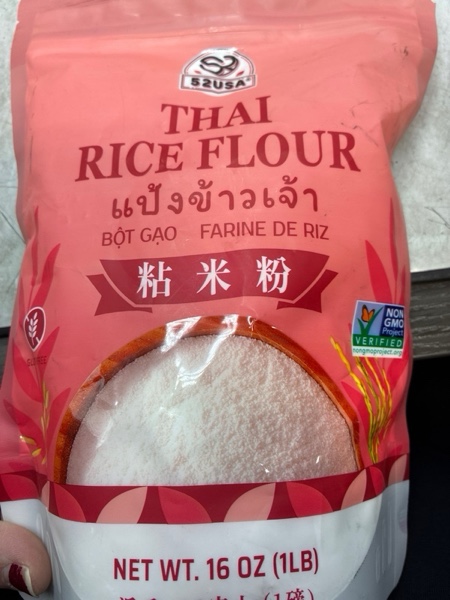 52USA
THAI
RICE FLOUR
แป้งข้าวเจ้า
BỘT GẠO FARINE DE RIZ
粘米粉
NON
GMO
Project
VERIFIED
nongmoproject.org
NET WT. 16 OZ (1LB)